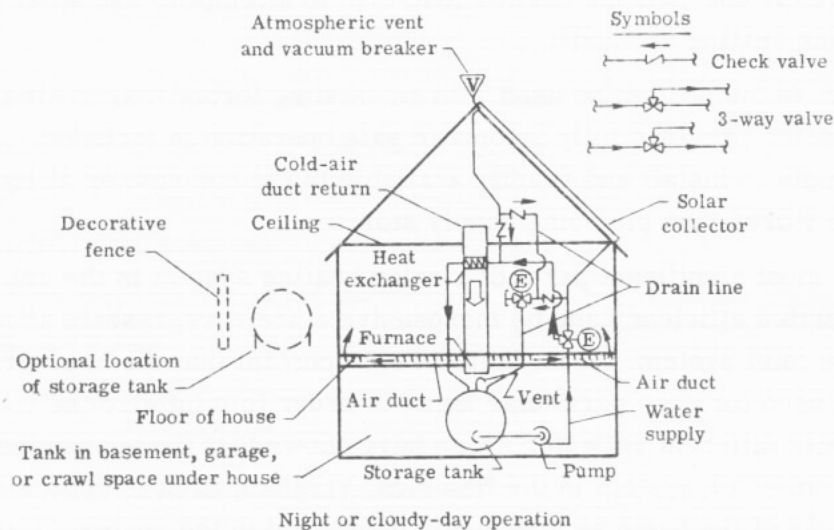 Atmospheric vent
and vacuum breaker
V
Symbols
Check valve
3-way valve
Cold-air
duct return
Solar
collector
Decorative
fence
Ceiling
Heat
exchanger
E
Drain line
Furnace
E
Optional location
of storage tank
Air duct
Vent
Air duct
Floor of house
Water
supply
Tank in basement, garage,
or crawl space under house
Storage tank
Pump
Night or cloudy-day operation